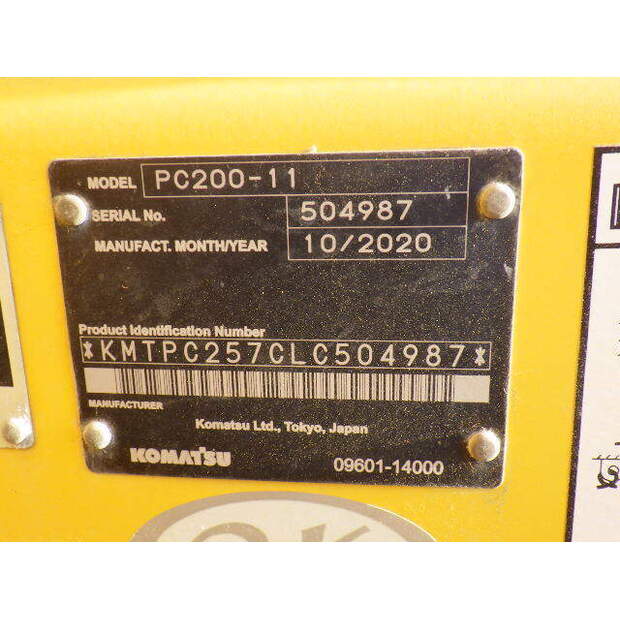 MODEL PC200-11
SERIAL No. 504987
MANUFACT. MONTH/YEAR 10/2020
Product Identification Number
*KMTPC257CLC504987*
MANUFACTURER
Komatsu Ltd., Tokyo, Japan
KOMATSU
09601-14000